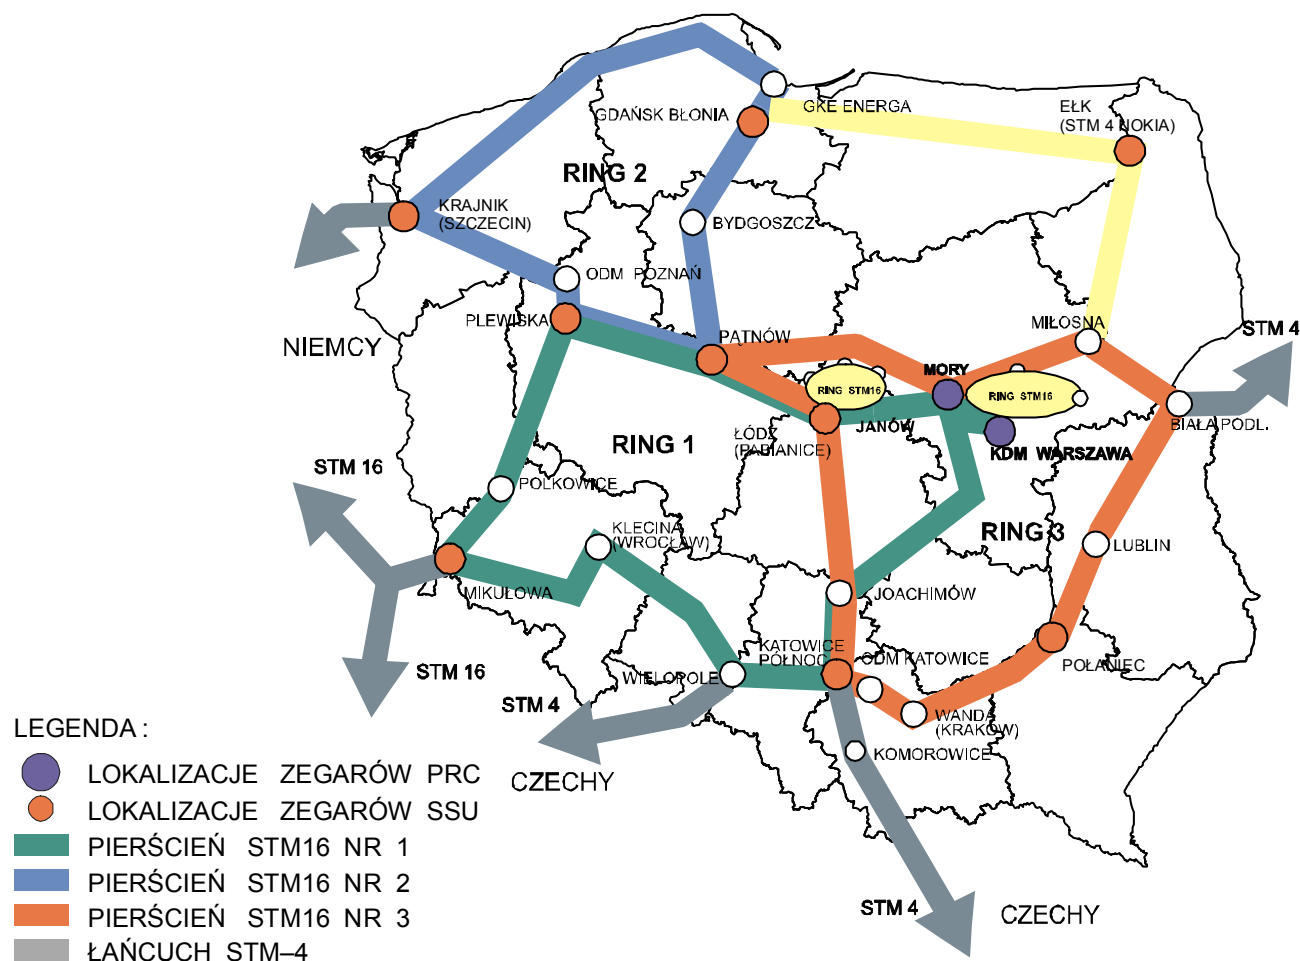 STM 4
GKE ENERGA
EŁK
(STM 4 NOKIA)
GDAŃSK BŁONIA
RING 2
KRAJNIK
(SZCZECIN)
BYDGOSZCZ
ODM POZNAŃ
PLEWISKA
MIŁOSNA
STM 4
NIEMCY
PĄTNÓW
MORY
RING STM16
RING STM16
BIAŁA PODL.
JANÓW
ŁÓDŹ
(PABIANICE)
RING 1
KDM WARSZAWA
STM 16
POLKOWICE
KLECINA
(WROCŁAW)
RING 3
LUBLIN
MIKUŁOWA
JOACHIMÓW
KATOWICE
PÓŁNOC
ODM KATOWICE
POŁANIEC
STM 16
WIELOPOLE
STM 4
WANDA
(KRAKÓW)
KOMOROWICE
CZECHY
STM 4
CZECHY
LEGENDA :
LOKALIZACJE ZEGARÓW PRC
LOKALIZACJE ZEGARÓW SSU
PIERŚCIEŃ STM16 NR 1
PIERŚCIEŃ STM16 NR 2
PIERŚCIEŃ STM16 NR 3
ŁAŃCUCH STM–4